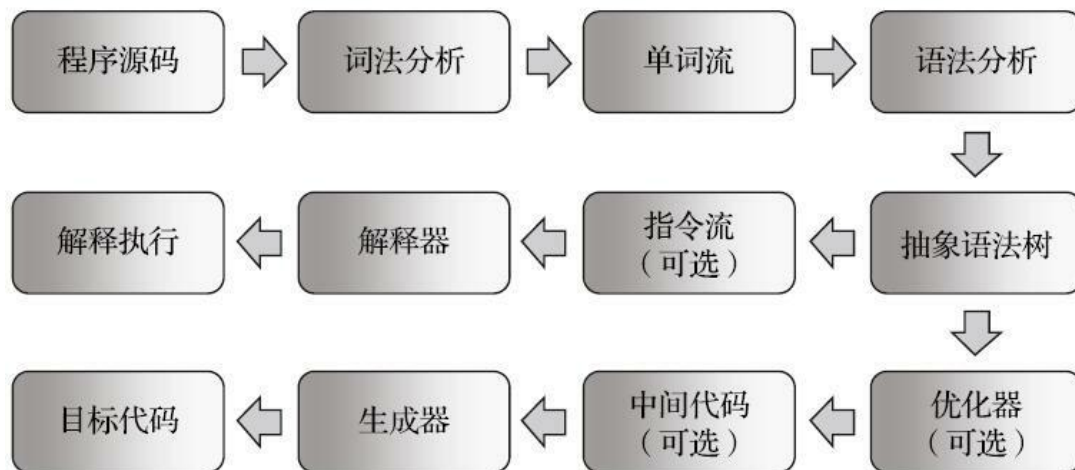 程序源码
词法分析
单词流
语法分析
解释执行
解释器
指令流
（可选）
抽象语法树
目标代码
生成器
中间代码
（可选）
优化器
（可选）